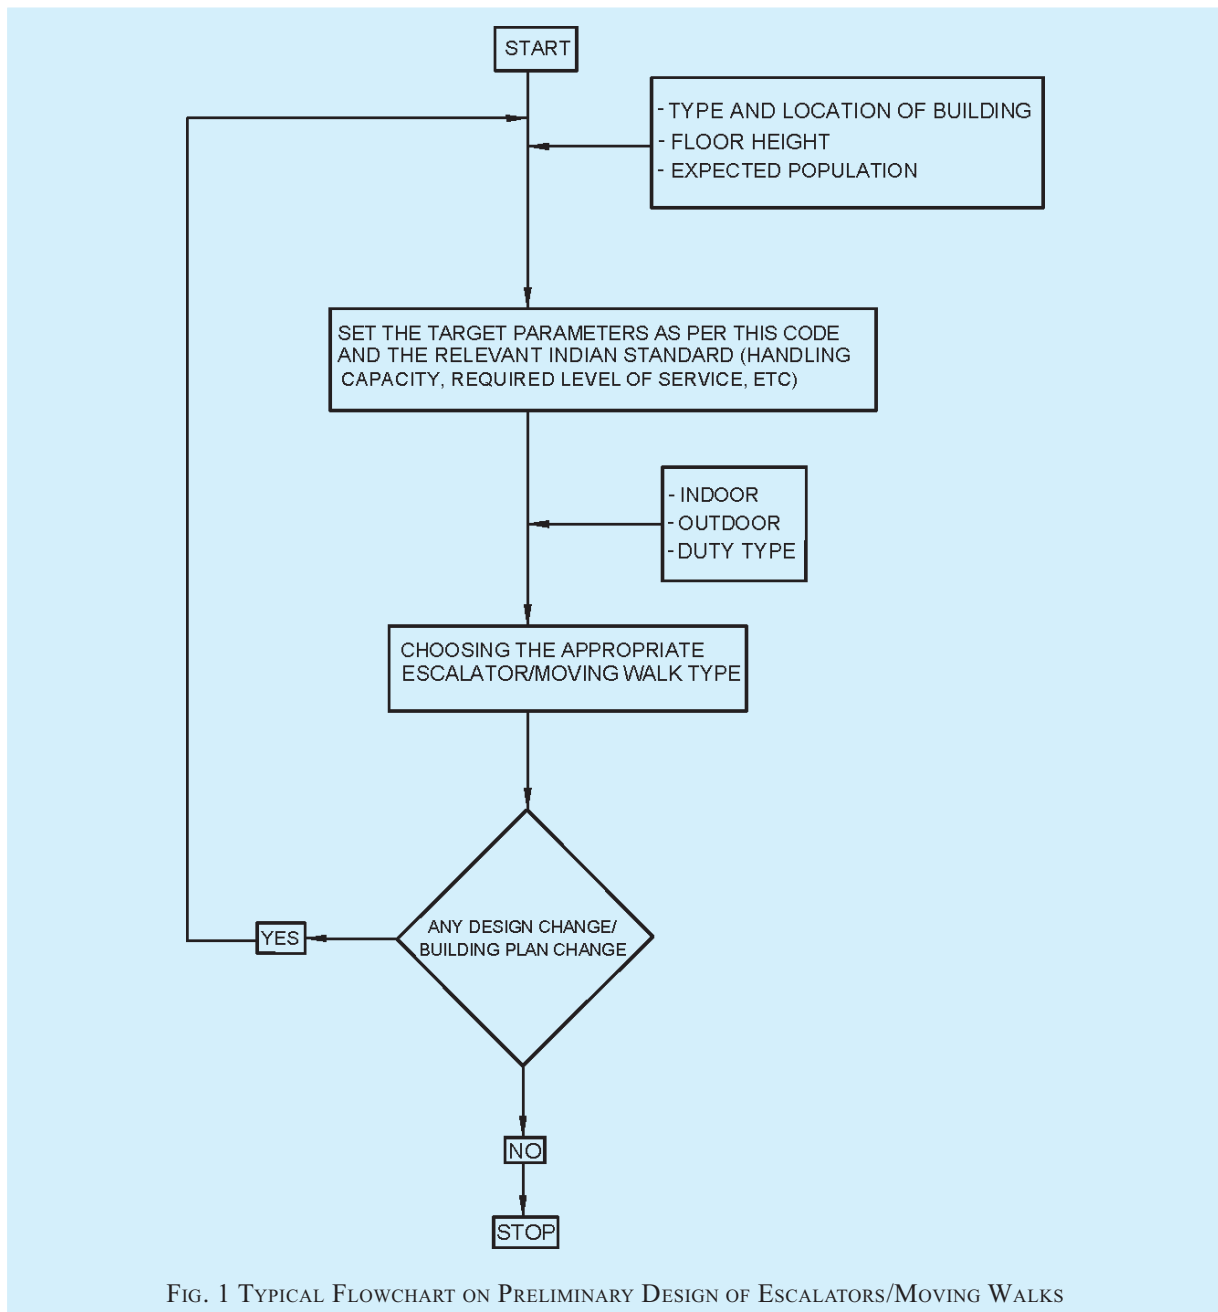 START
- TYPE AND LOCATION OF BUILDING
- FLOOR HEIGHT
- EXPECTED POPULATION
SET THE TARGET PARAMETERS AS PER THIS CODE
AND THE RELEVANT INDIAN STANDARD (HANDLING
CAPACITY, REQUIRED LEVEL OF SERVICE, ETC)
- INDOOR
- OUTDOOR
- DUTY TYPE
CHOOSING THE APPROPRIATE
ESCALATOR/MOVING WALK TYPE
ANY DESIGN CHANGE/
BUILDING PLAN CHANGE
YES
NO
STOP
FIG. 1 TYPICAL FLOWCHART ON PRELIMINARY DESIGN OF ESCALATORS/MOVING WALKS